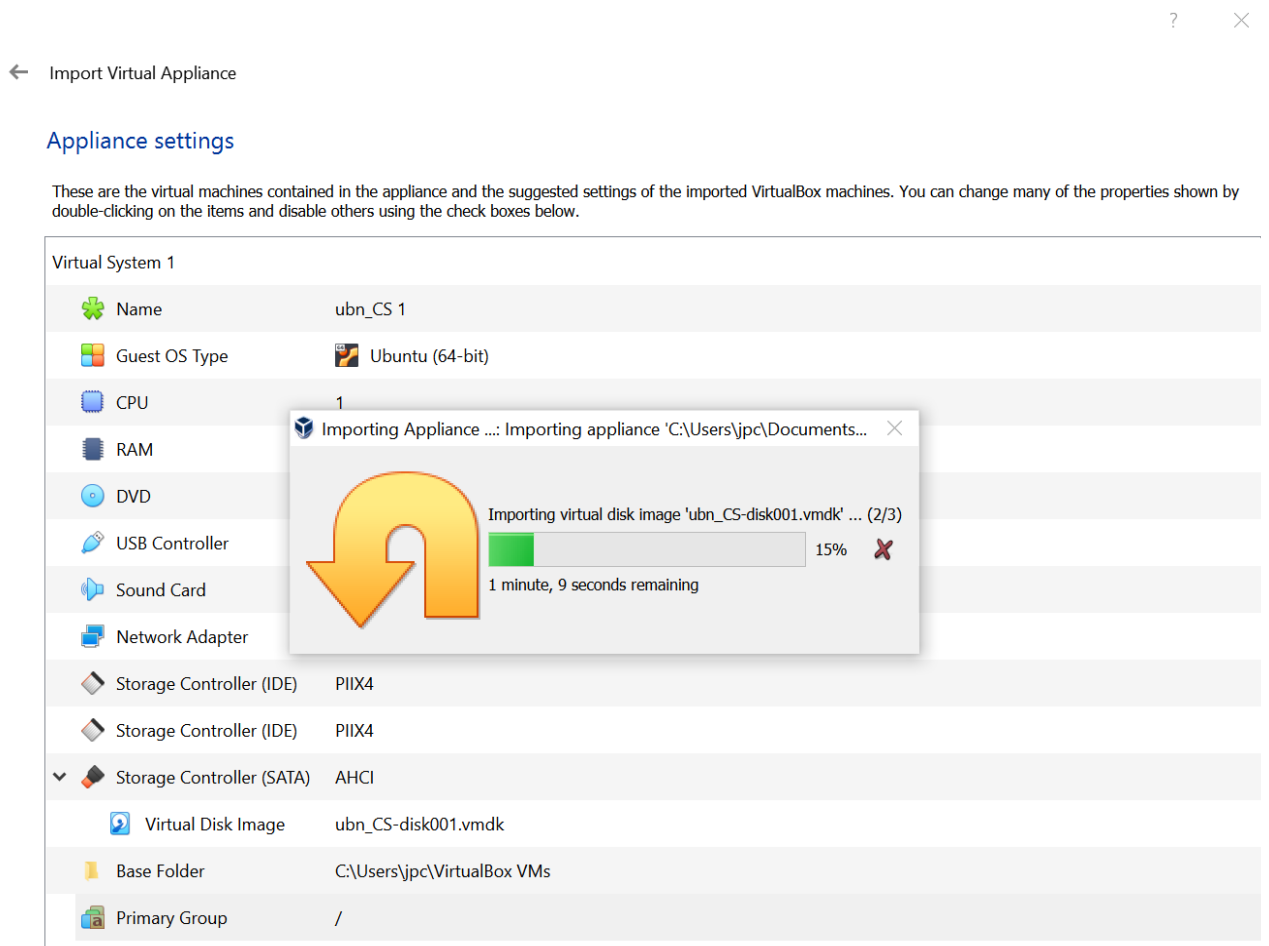 ?
Import Virtual Appliance
Appliance settings
These are the virtual machines contained in the appliance and the suggested settings of the imported VirtualBox machines. You can change many of the properties shown by
double-clicking on the items and disable others using the check boxes below.
Virtual System 1
Name ubn_CS 1
Guest OS Type 64 Ubuntu (64-bit)
CPU 1
Importing Appliance ...: Importing appliance 'C:\Users\jpc\Documents...
RAM
DVD
Importing virtual disk image 'ubn_CS-disk001.vmdk' ... (2/3)
USB Controller
15%
Sound Card
1 minute, 9 seconds remaining
Network Adapter
Storage Controller (IDE) PIIX4
Storage Controller (IDE) PIIX4
Storage Controller (SATA) AHCI
Virtual Disk Image ubn_CS-disk001.vmdk
Base Folder C:\Users\jpc\VirtualBox VMs
a Primary Group /